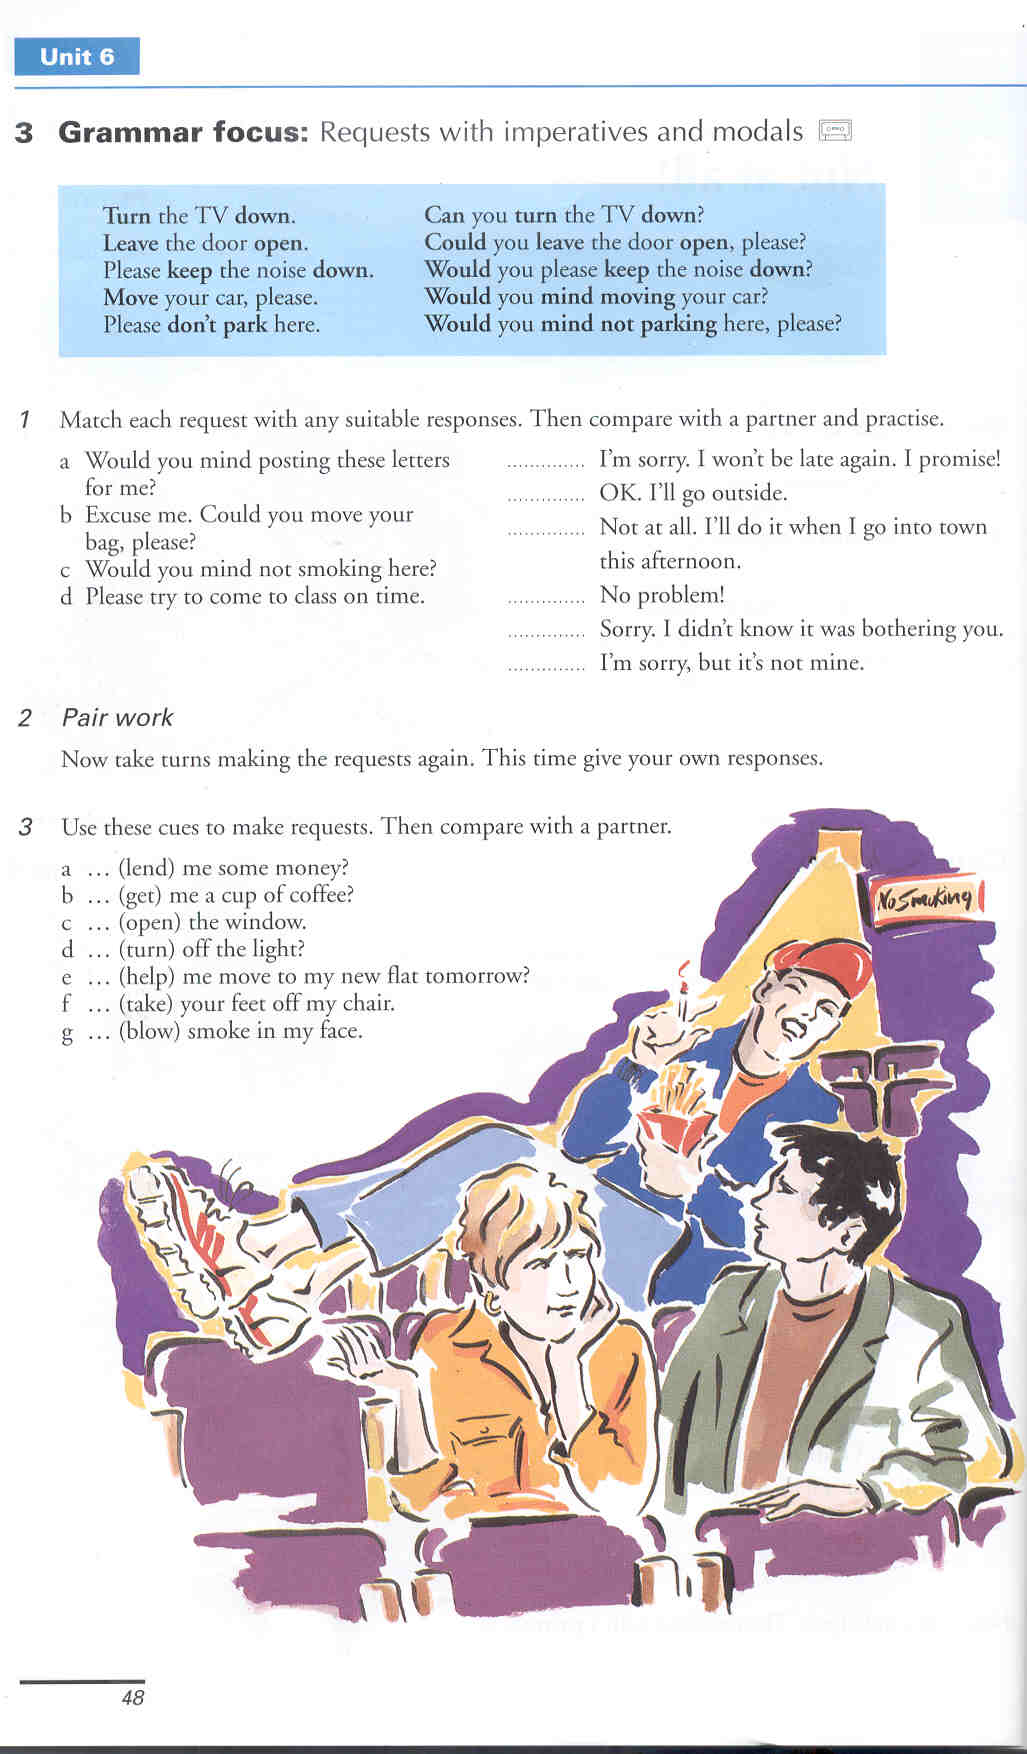 Unit 6
3 Grammar focus: Requests with imperatives and modals
Turn the TV down.
Leave the door open.
Please keep the noise down.
Move your car, please.
Please don't park here.
Can you turn the TV down?
Could you leave the door open, please?
Would you please keep the noise down?
Would you mind moving your car?
Would you mind not parking here, please?
1 Match each request with any suitable responses. Then compare with a partner and practise.
a Would you mind posting these letters
for me?
b Excuse me. Could you move your
bag, please?
c Would you mind not smoking here?
d Please try to come to class on time.
.............. I'm sorry. I won't be late again. I promise!
.............. OK. I'll go outside.
.............. Not at all. I'll do it when I go into town
this afternoon.
.............. No problem!
.............. Sorry. I didn't know it was bothering you.
.............. I'm sorry, but it's not mine.
2 Pair work
Now take turns making the requests again. This time give your own responses.
3 Use these cues to make requests. Then compare with a partner.
a ... (lend) me some money?
b ... (get) me a cup of coffee?
c ... (open) the window.
d ... (turn) off the light?
e ... (help) me move to my new flat tomorrow?
f ... (take) your feet off my chair.
g ... (blow) smoke in my face.
No Smoking
48